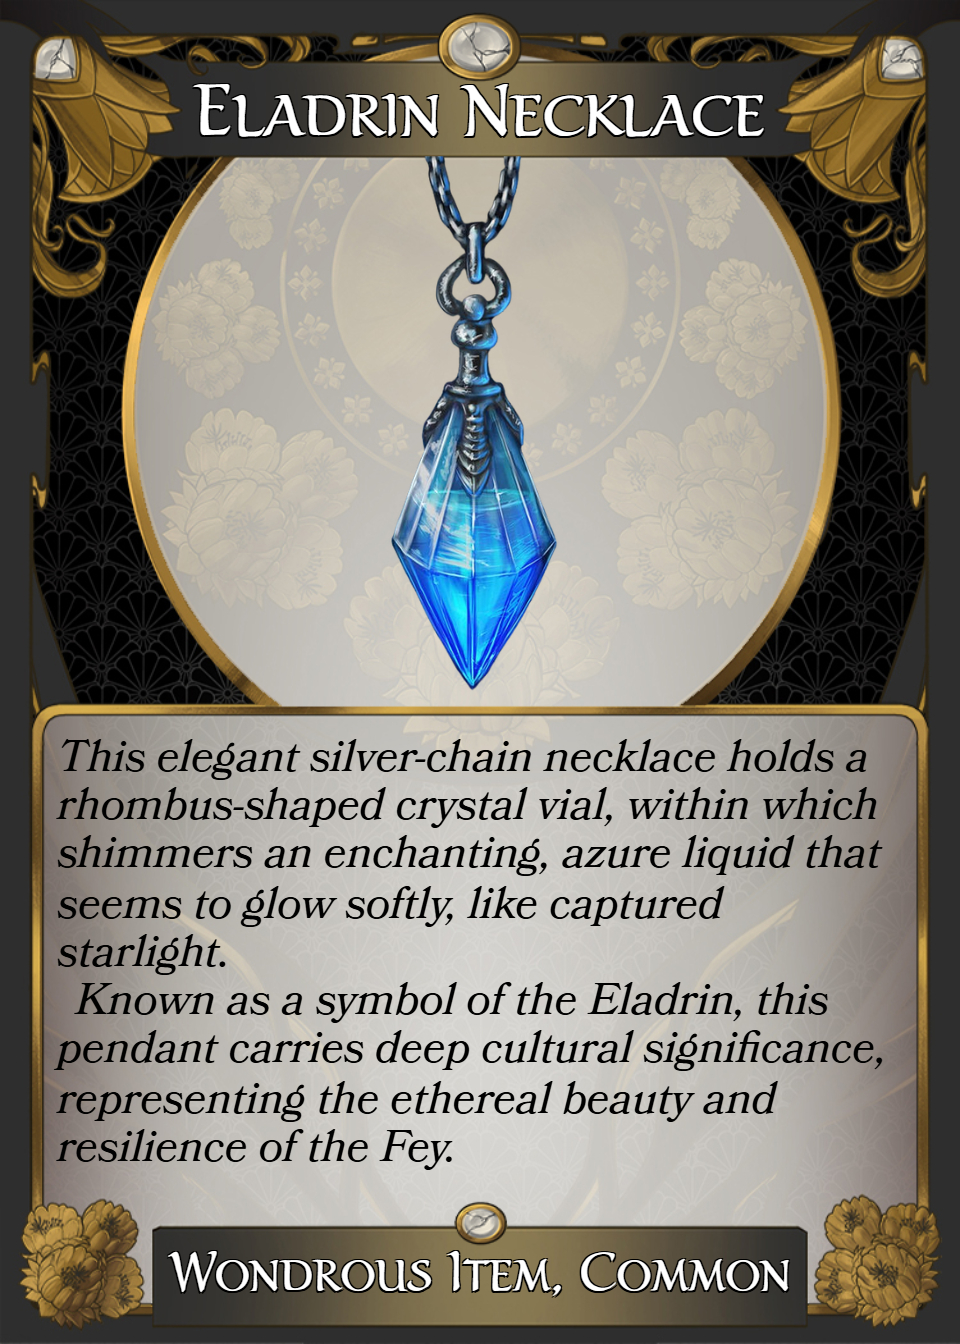 Eladrin Necklace
This elegant silver-chain necklace holds a
rhombus-shaped crystal vial, within which
shimmers an enchanting, azure liquid that
seems to glow softly, like captured
starlight.
Known as a symbol of the Eladrin, this
pendant carries deep cultural significance,
representing the ethereal beauty and
resilience of the Fey.
Wondrous Item, Common